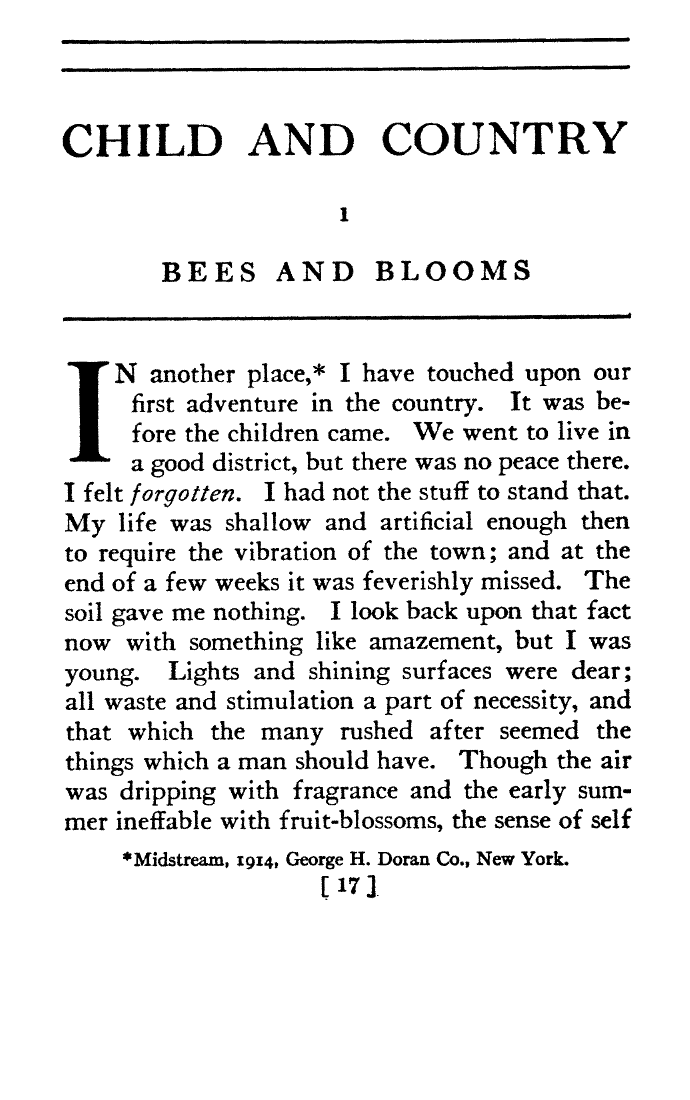 CHILD AND COUNTRY
1
BEES AND BLOOMS
IN another place,* I have touched upon our
first adventure in the country. It was be-
fore the children came. We went to live in
a good district, but there was no peace there.
I felt forgotten. I had not the stuff to stand that.
My life was shallow and artificial enough then
to require the vibration of the town; and at the
end of a few weeks it was feverishly missed. The
soil gave me nothing. I look back upon that fact
now with something like amazement, but I was
young. Lights and shining surfaces were dear;
all waste and stimulation a part of necessity, and
that which the many rushed after seemed the
things which a man should have. Though the air
was dripping with fragrance and the early sum-
mer ineffable with fruit-blossoms, the sense of self
*Midstream, 1914, George H. Doran Co., New York.
[ 17 ]